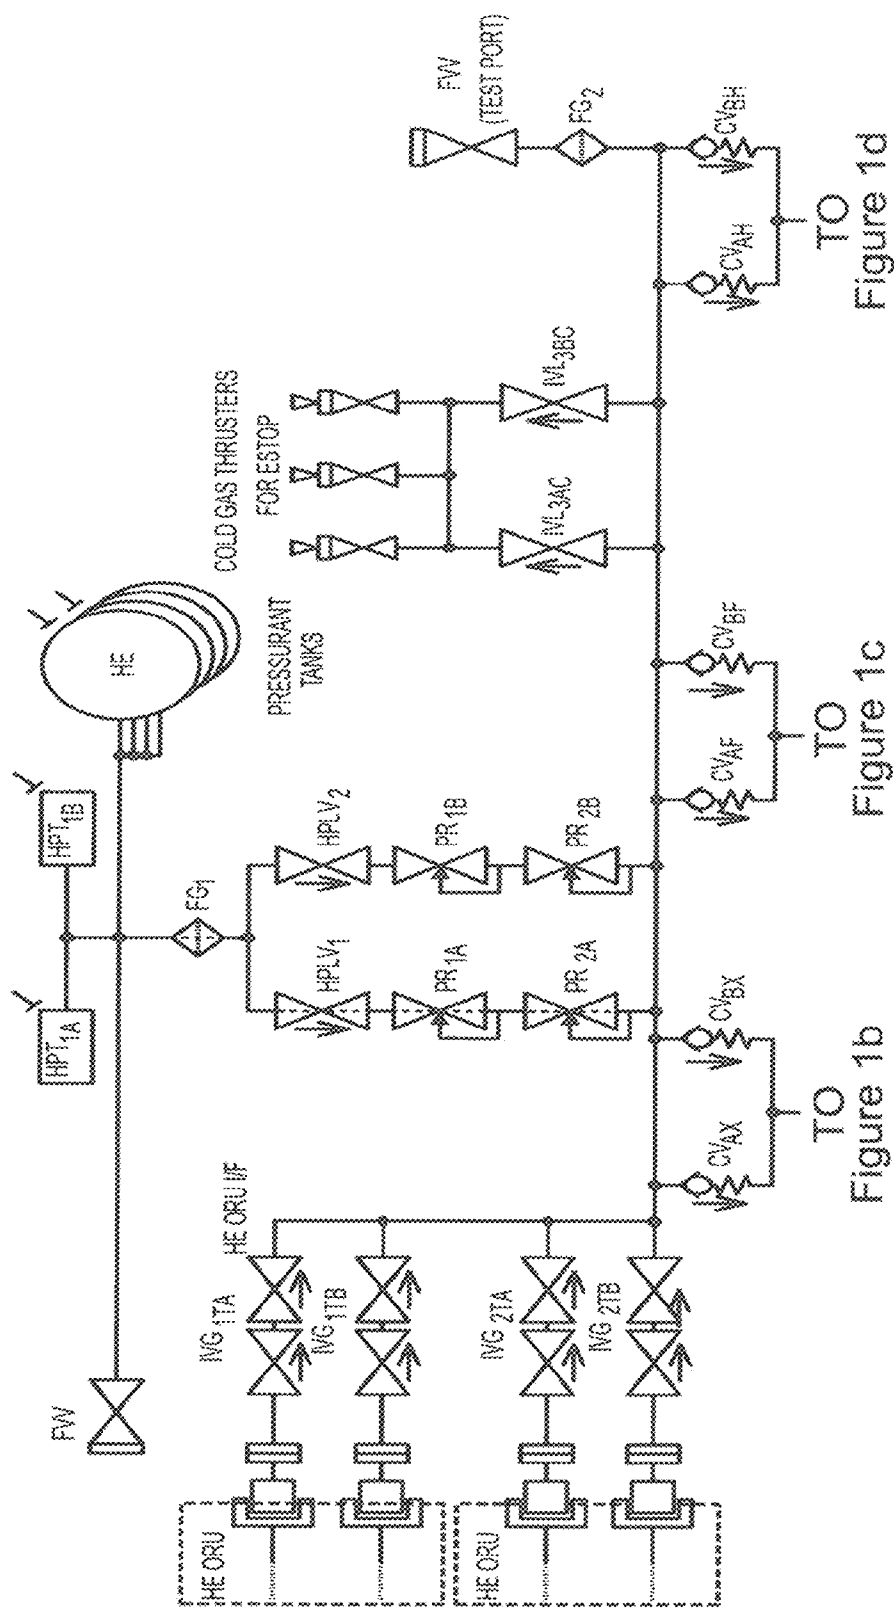 FVV
(TEST PORT)
FG2
CVBH
CVAH
TO
Figure 1d
COLD GAS THRUSTERS
FOR ESTOP
IVL3BC
IVL3AC
HE
PRESSURANT
TANKS
CVBF
CVAF
TO
Figure 1c
HPT1B
HPT1A
FG1
HPLV2
PR1B
PR2B
HPLV1
PR1A
PR2A
CVBX
CVAX
TO
Figure 1b
HE ORU I/F
IVG1TA
IVG1TB
IVG2TA
IVG2TB
FVV
HE ORU
HE ORU